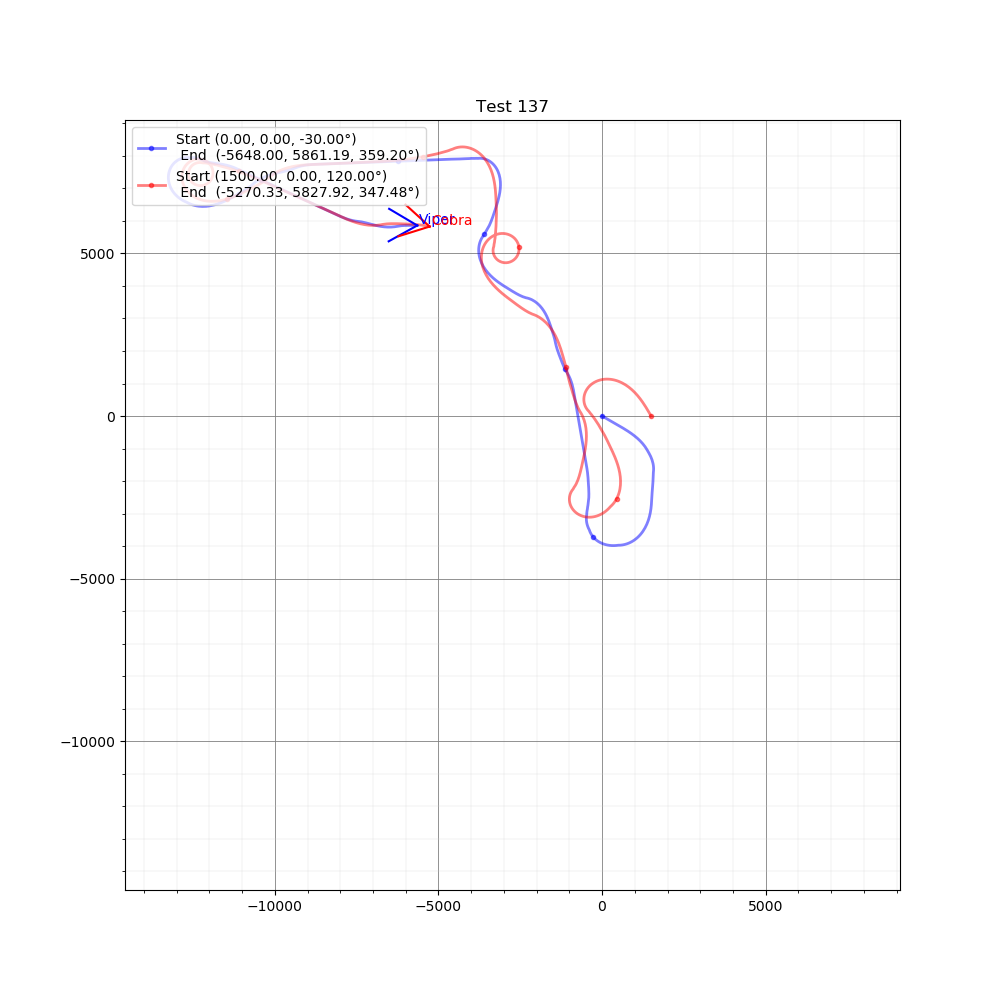 Test 137
Start (0.00, 0.00, -30.00°)
End (-5648.00, 5861.19, 359.20°)
Start (1500.00, 0.00, 120.00°)
End (-5270.33, 5827.92, 347.48°)
Viper
Cobra
5000
0
−5000
−10000
−10000
−5000
0
5000